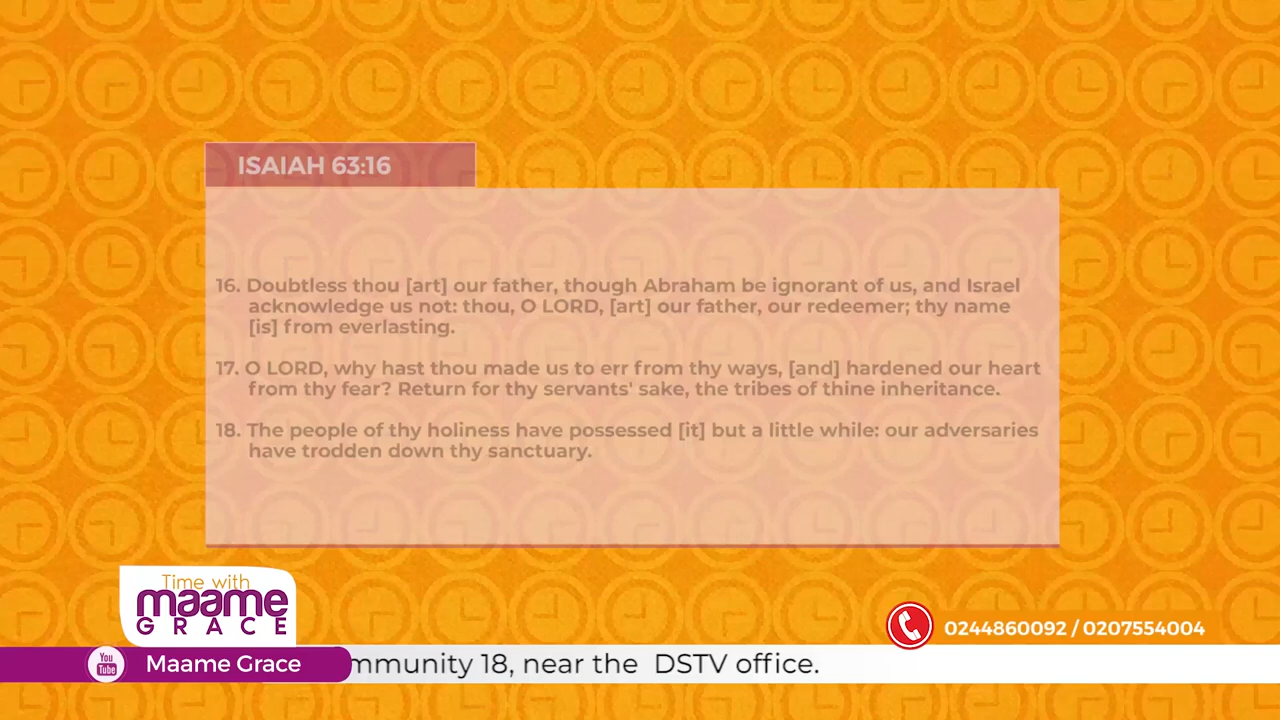 ISAIAH 63:16
16. Doubtless thou [art] our father, though Abraham be ignorant of us, and Israel
acknowledge us not: thou, O LORD, [art] our father, our redeemer; thy name
[is] from everlasting.
17. O LORD, why hast thou made us to err from thy ways, [and] hardened our heart
from thy fear? Return for thy servants' sake, the tribes of thine inheritance.
18. The people of thy holiness have possessed [it] but a little while: our adversaries
have trodden down thy sanctuary.
Time with
maame
GRACE
0244860092 / 0207554004
You Tube
Maame Grace
mmunity 18, near the DSTV office.